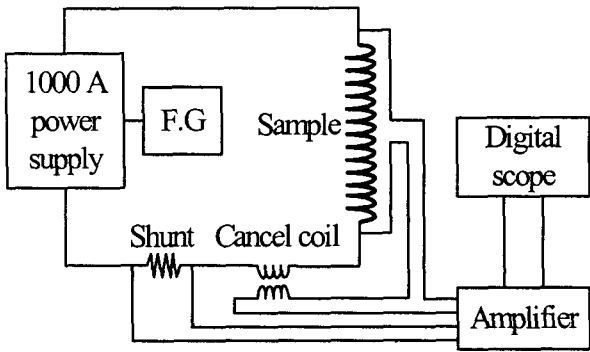 1000 A
power
supply
F.G
Sample
Digital
scope
Shunt
Cancel coil
Amplifier